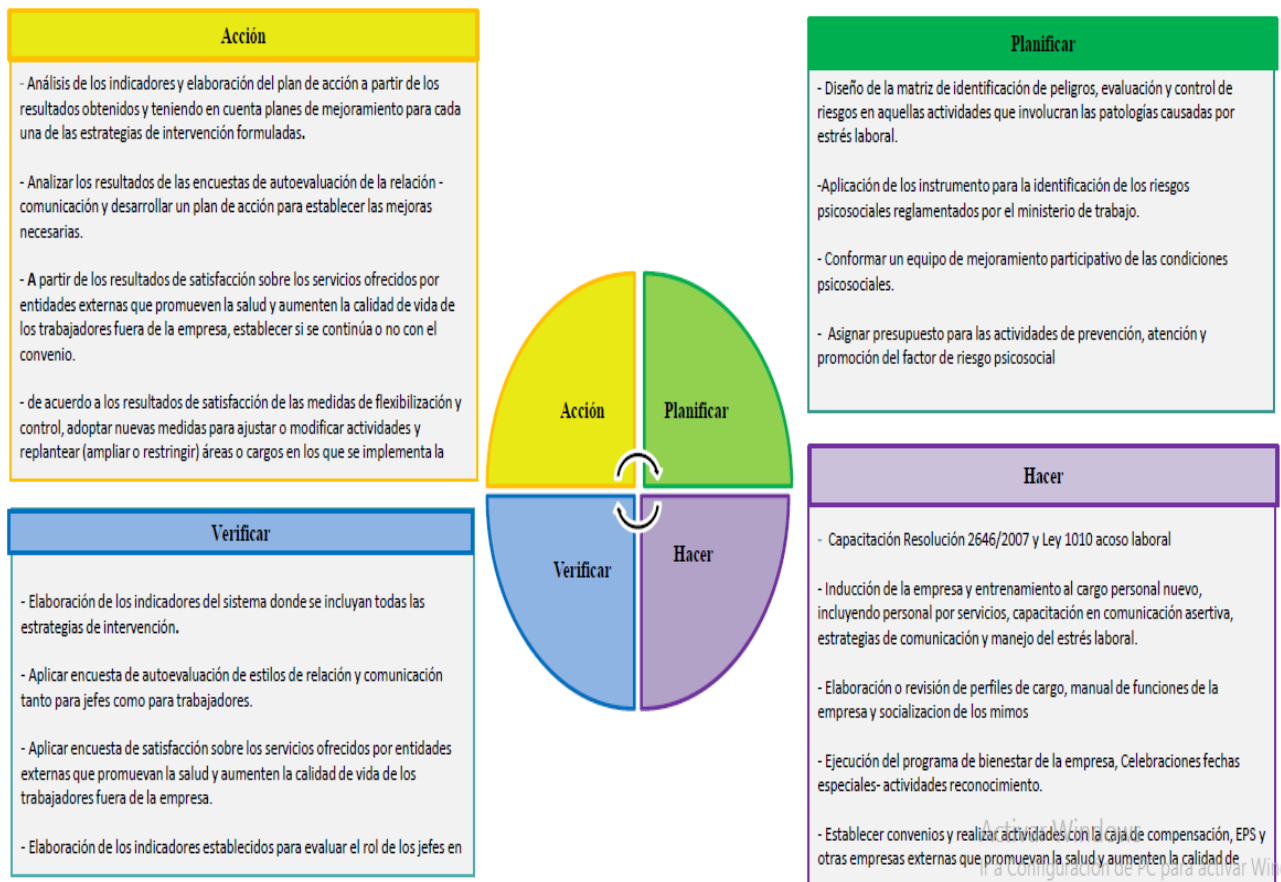 Acción
- Análisis de los indicadores y elaboración del plan de acción a partir de los
resultados obtenidos y teniendo en cuenta planes de mejoramiento para cada
una de las estrategias de intervención formuladas.
- Analizar los resultados de las encuestas de autoevaluación de la relación -
comunicación y desarrollar un plan de acción para establecer las mejoras
necesarias.
- A partir de los resultados de satisfacción sobre los servicios ofrecidos por
entidades externas que promueven la salud y aumenten la calidad de vida de
los trabajadores fuera de la empresa, establecer si se continúa o no con el
convenio.
- de acuerdo a los resultados de satisfacción de las medidas de flexibilización y
control, adoptar nuevas medidas para ajustar o modificar actividades y
replantear (ampliar o restringir) áreas o cargos en los que se implementa la
Planificar
- Diseño de la matriz de identificación de peligros, evaluación y control de
riesgos en aquellas actividades que involucran las patologías causadas por
estrés laboral.
-Aplicación de los instrumento para la identificación de los riesgos
psicosociales reglamentados por el ministerio de trabajo.
- Conformar un equipo de mejoramiento participativo de las condiciones
psicosociales.
- Asignar presupuesto para las actividades de prevención, atención y
promoción del factor de riesgo psicosocial
Acción
Planificar
Verificar
Hacer
Verificar
- Elaboración de los indicadores del sistema donde se incluyan todas las
estrategias de intervención.
- Aplicar encuesta de autoevaluación de estilos de relación y comunicación
tanto para jefes como para trabajadores.
- Aplicar encuesta de satisfacción sobre los servicios ofrecidos por entidades
externas que promuevan la salud y aumenten la calidad de vida de los
trabajadores fuera de la empresa.
- Elaboración de los indicadores establecidos para evaluar el rol de los jefes en
Hacer
- Capacitación Resolución 2646/2007 y Ley 1010 acoso laboral
- Inducción de la empresa y entrenamiento al cargo personal nuevo,
incluyendo personal por servicios, capacitación en comunicación asertiva,
estrategias de comunicación y manejo del estrés laboral.
- Elaboración o revisión de perfiles de cargo, manual de funciones de la
empresa y socializacion de los mimos
- Ejecución del programa de bienestar de la empresa, Celebraciones fechas
especiales- actividades reconocimiento.
- Establecer convenios y realizar actividades con la caja de compensación, EPS y
otras empresas externas que promuevan la salud y aumenten la calidad de
Activar Windows
Ir a Configuración de PC para activar Win